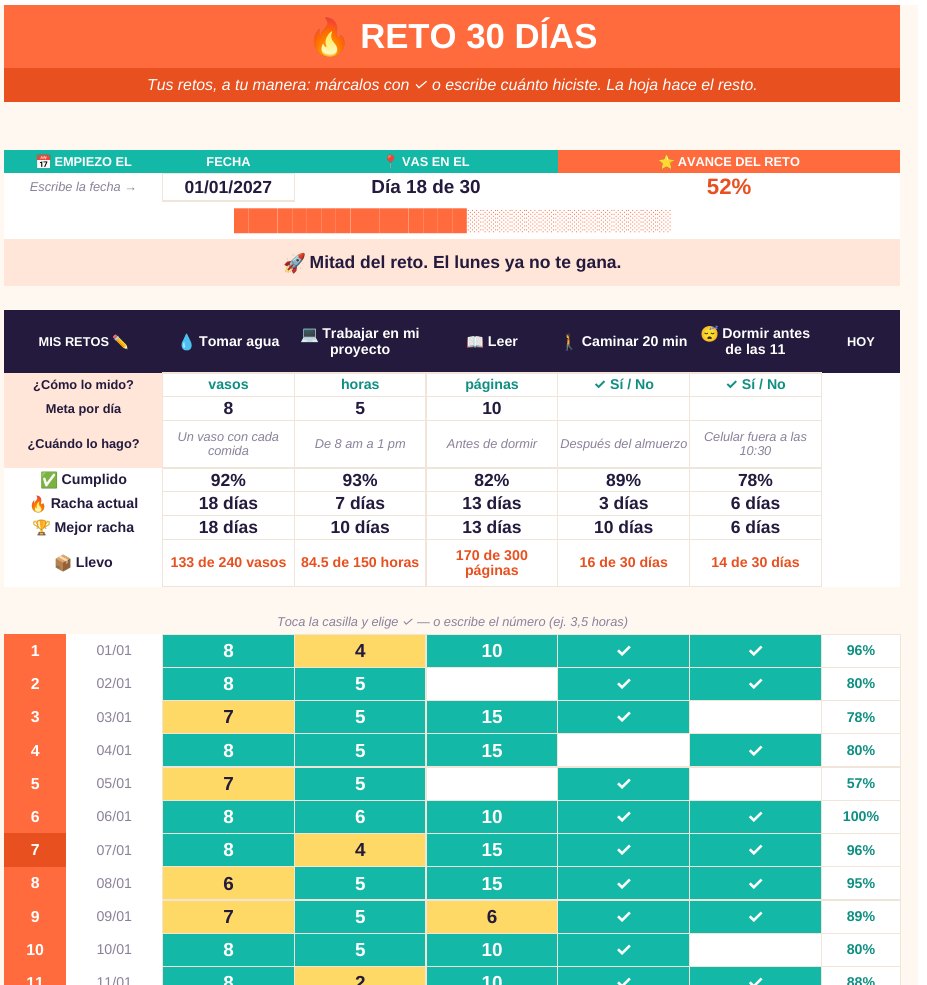 🔥 RETO 30 DÍAS
Tus retos, a tu manera: márcalos con ✓ o escribe cuánto hiciste. La hoja hace el resto.
📅 EMPIEZO EL FECHA 📍 VAS EN EL ⭐ AVANCE DEL RETO
Escribe la fecha → 01/01/2027 Día 18 de 30 52%
🚀 Mitad del reto. El lunes ya no te gana.
MIS RETOS ✏️ 💧 Tomar agua 💻 Trabajar en mi proyecto 📖 Leer 🚶 Caminar 20 min 😴 Dormir antes de las 11 HOY
¿Cómo lo mido? vasos horas páginas ✓ Sí / No ✓ Sí / No
Meta por día 8 5 10
¿Cuándo lo hago? Un vaso con cada comida De 8 am a 1 pm Antes de dormir Después del almuerzo Celular fuera a las 10:30
✅ Cumplido 92% 93% 82% 89% 78%
🔥 Racha actual 18 días 7 días 13 días 3 días 6 días
🏆 Mejor racha 18 días 10 días 13 días 10 días 6 días
📦 Llevo 133 de 240 vasos 84.5 de 150 horas 170 de 300 páginas 16 de 30 días 14 de 30 días
Toca la casilla y elige ✓ — o escribe el número (ej. 3,5 horas)
1 01/01 8 4 10 ✓ ✓ 96%
2 02/01 8 5 ✓ ✓ 80%
3 03/01 7 5 15 ✓ 78%
4 04/01 8 5 15 ✓ 80%
5 05/01 7 5 ✓ 57%
6 06/01 8 6 10 ✓ ✓ 100%
7 07/01 8 4 15 ✓ ✓ 96%
8 08/01 6 5 15 ✓ ✓ 95%
9 09/01 7 5 6 ✓ ✓ 89%
10 10/01 8 5 10 ✓ 80%
11 11/01 8 2 10 ✓ ✓ 88%